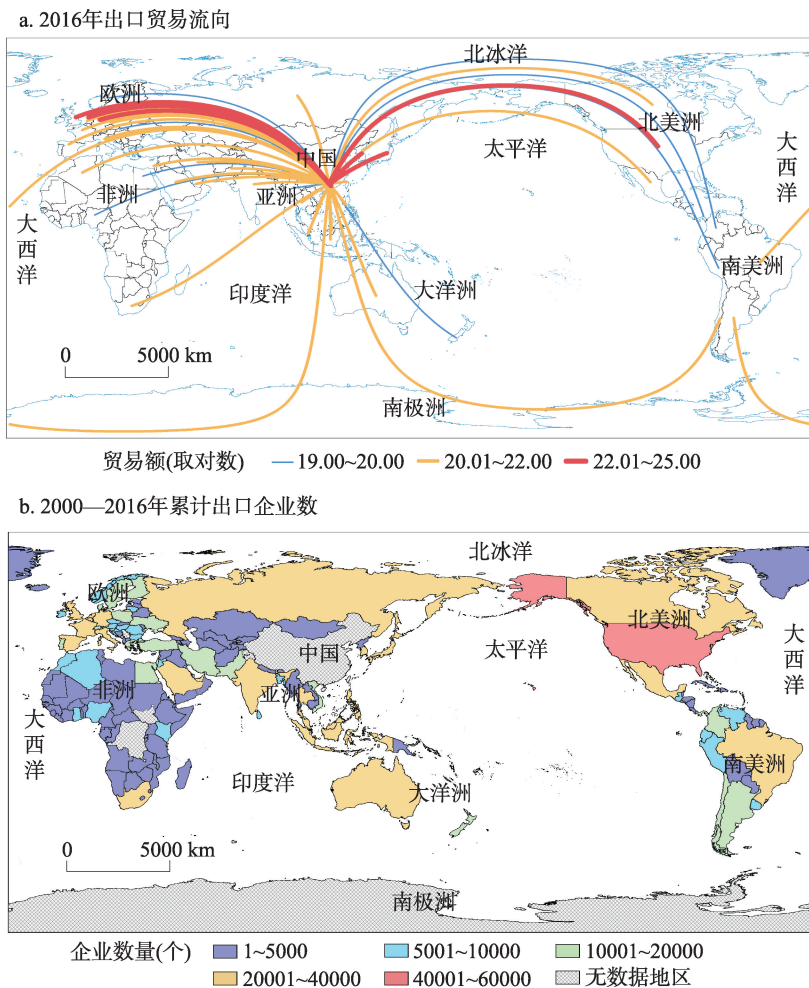 a. 2016年出口贸易流向
北冰洋
欧洲
北美洲
大西洋
中国
太平洋
非洲
亚洲
大西洋
南美洲
印度洋
大洋洲
0 5000 km
南极洲
贸易额(取对数) 19.00~20.00 20.01~22.00 22.01~25.00
b. 2000—2016年累计出口企业数
北冰洋
欧洲
北美洲
大西洋
中国
太平洋
非洲
亚洲
大西洋
南美洲
印度洋
大洋洲
0 5000 km
南极洲
企业数量(个) 1~5000 5001~10000 10001~20000
20001~40000 40001~60000 无数据地区